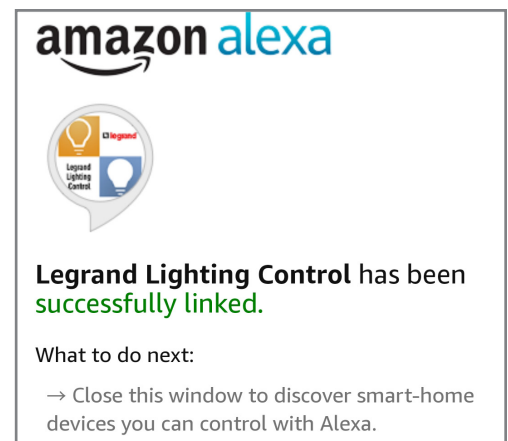 amazon alexa
legrand
Legrand
Lighting
Control
Legrand Lighting Control has been
successfully linked.
What to do next:
→ Close this window to discover smart-home
devices you can control with Alexa.